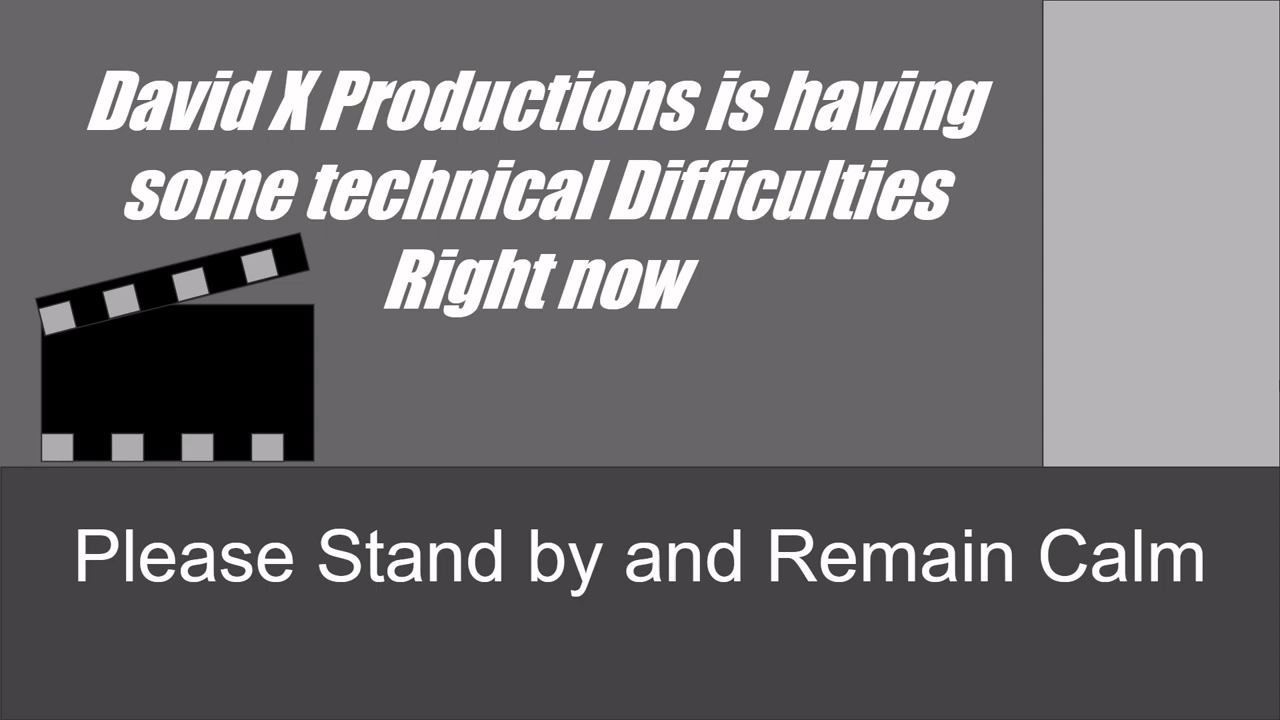 David X Productions is having
some technical Difficulties
Right now
Please Stand by and Remain Calm